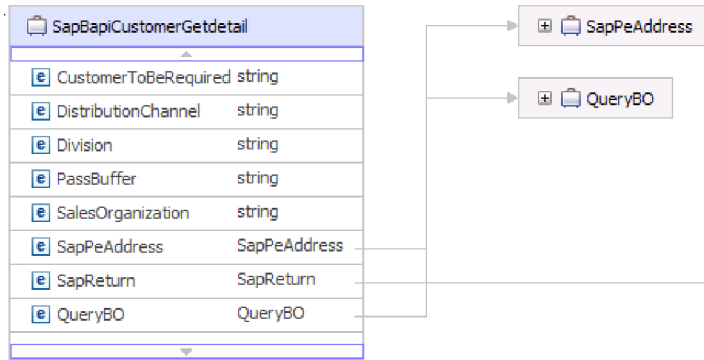 SapBapiCustomerGetdetail
e CustomerToBeRequired string
e DistributionChannel string
e Division string
e PassBuffer string
e SalesOrganization string
e SapPeAddress SapPeAddress
e SapReturn SapReturn
e QueryBO QueryBO
SapPeAddress
QueryBO